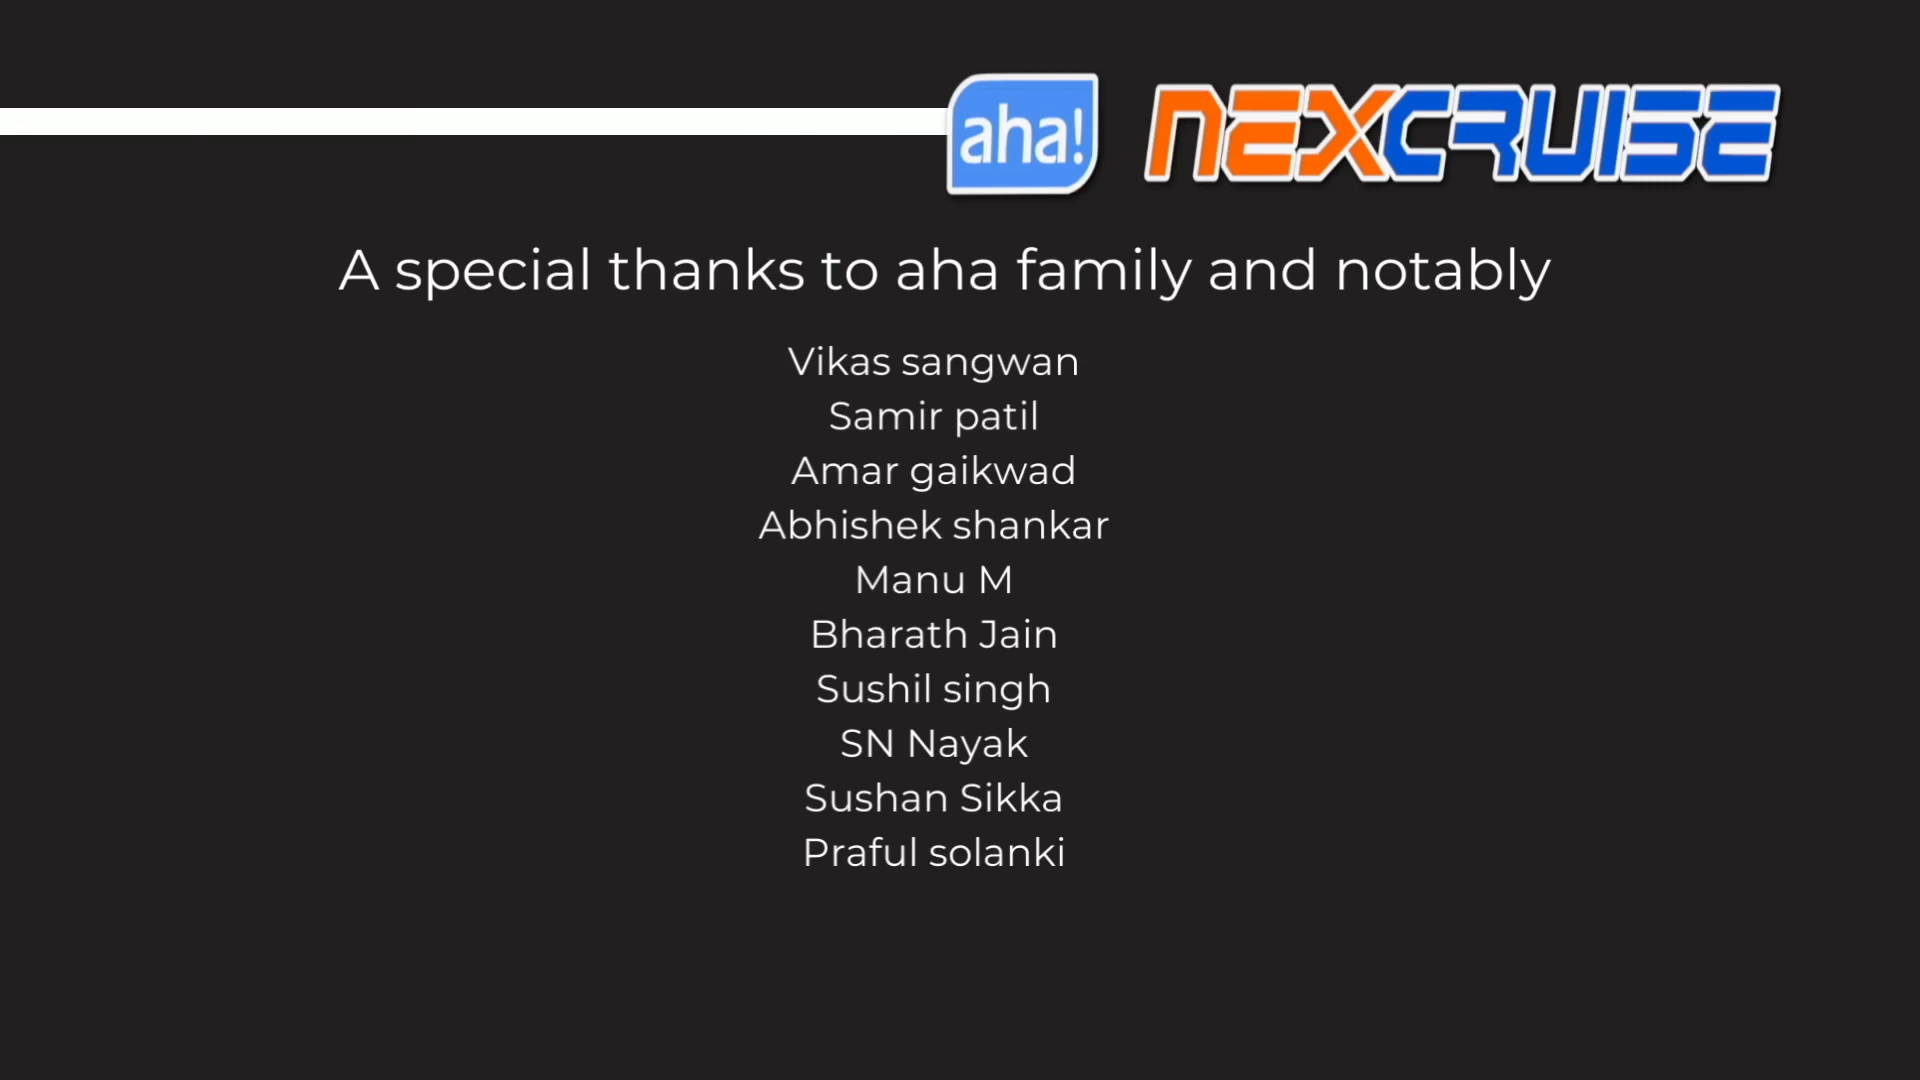 aha! NEXCRUISE
A special thanks to aha family and notably
Vikas sangwan
Samir patil
Amar gaikwad
Abhishek shankar
Manu M
Bharath Jain
Sushil singh
SN Nayak
Sushan Sikka
Praful solanki